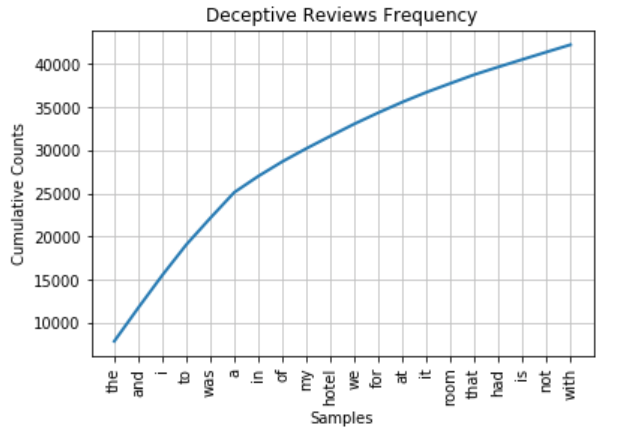 Deceptive Reviews Frequency
40000
35000
30000
25000
20000
15000
10000
Cumulative Counts
the
and
i
to
was
a
in
of
my
hotel
we
for
at
it
room
that
had
is
not
with
Samples